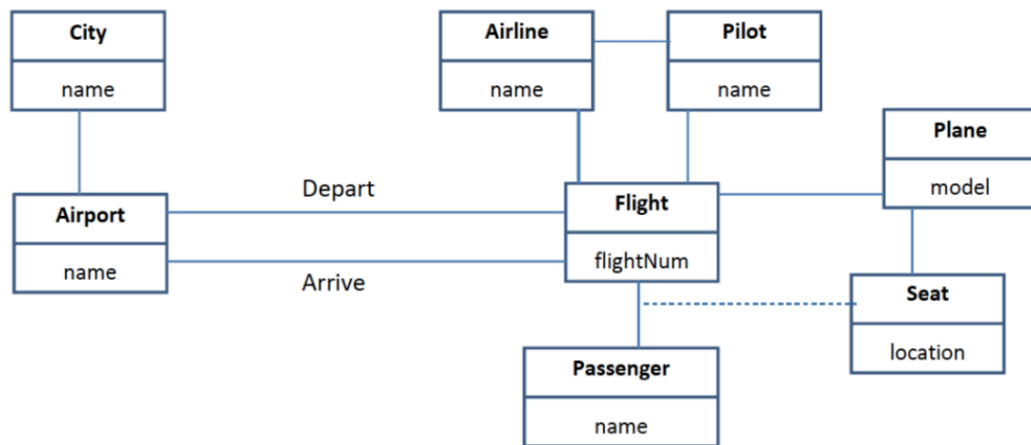 City
name
Airline
name
Pilot
name
Plane
model
Airport
name
Depart
Arrive
Flight
flightNum
Seat
location
Passenger
name